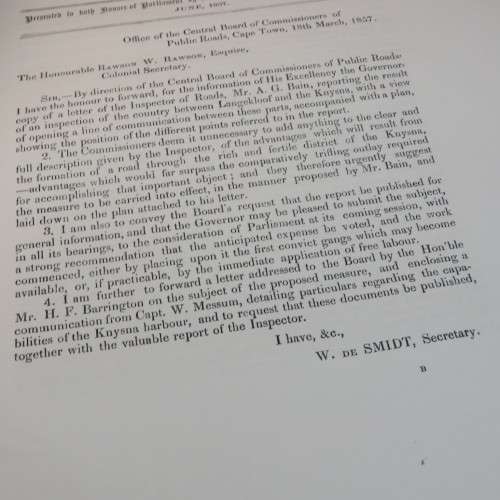 Presented to both Houses of Parliament
JUNE, 1857.
Office of the Central Board of Commissioners of
Public Roads, Cape Town, 18th March, 1857.
The Honourable RAWSON W. RAWSON, Esquire,
Colonial Secretary.
SIR,—By direction of the Central Board of Commissioners of Public Roads
I have the honour to forward, for the information of His Excellency the Governor
copy of a letter of the Inspector of Roads, Mr. A. G. Bain, reporting the result
of an inspection of the country between Langekloof and the Knysna, with a view
of opening a line of communication between these parts, accompanied with a plan,
showing the position of the different points referred to in the report.
2. The Commissioners deem it unnecessary to add anything to the clear and
full description given by the Inspector, of the advantages which will result from
the formation of a road through the rich and fertile district of the Knysna,
—advantages which would far surpass the comparatively trifling outlay required
for accomplishing that important object; and they therefore urgently suggest
the measure to be carried into effect, in the manner proposed by Mr. Bain, and
laid down on the plan attached to his letter.
3. I am also to convey the Board's request that the report be published for
general information, and that the Governor may be pleased to submit the subject,
in all its bearings, to the consideration of Parliament at its coming session, with
a strong recommendation that the anticipated expense be voted, and the work
commenced, either by placing upon it the first convict gangs which may become
available, or, if practicable, by the immediate application of free labour.
4. I am further to forward a letter addressed to the Board by the Hon'ble
Mr. H. F. Barrington on the subject of the proposed measure, and enclosing a
communication from Capt. W. Messum, detailing particulars regarding the capa-
bilities of the Knysna harbour, and to request that these documents be published,
together with the valuable report of the Inspector.
I have, &c.,
W. DE SMIDT, Secretary.
B